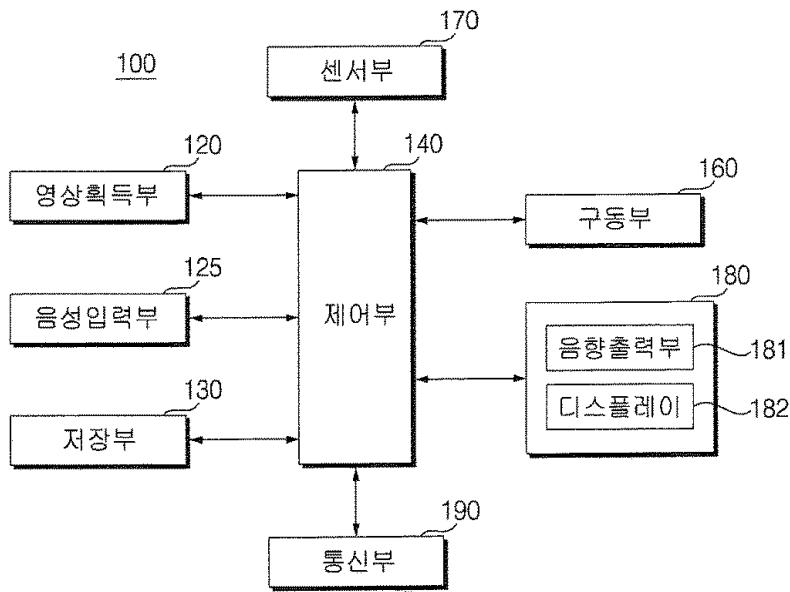 170
100
센서부
120
140
영상획득부
160
구동부
125
180
음성입력부
제어부
음향출력부
181
130
디스플레이
182
저장부
190
통신부